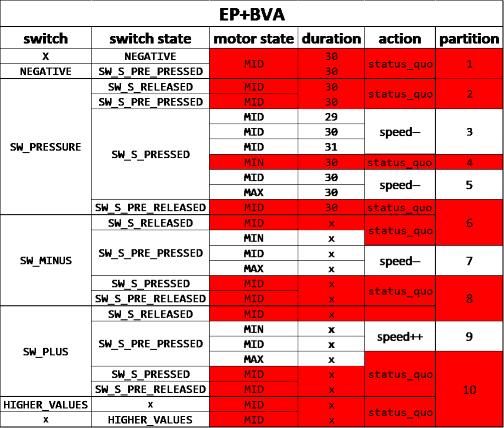 EP+BVA
switch switch state motor state duration action partition
X NEGATIVE MID 30 status_quo 1
NEGATIVE SW_S_PRE_PRESSED 30
SW_PRESSURE SW_S_RELEASED MID 30 status_quo 2
SW_S_PRE_PRESSED MID 30
SW_S_PRESSED MID 29 speed— 3
MID 30
MID 31
MIN 30 status_quo 4
MID 30 speed— 5
MAX 30
SW_S_PRE_RELEASED MID 30 status_quo 6
SW_MINUS SW_S_RELEASED MID x status_quo
SW_S_PRE_PRESSED MIN x
MID x speed— 7
MAX x
SW_S_PRESSED MID x status_quo 8
SW_S_PRE_RELEASED MID x
SW_PLUS SW_S_RELEASED MID x
SW_S_PRE_PRESSED MIN x speed++ 9
MID x
MAX x status_quo 10
SW_S_PRESSED MID x
SW_S_PRE_RELEASED MID x
HIGHER_VALUES x MID x status_quo
x HIGHER_VALUES MID x